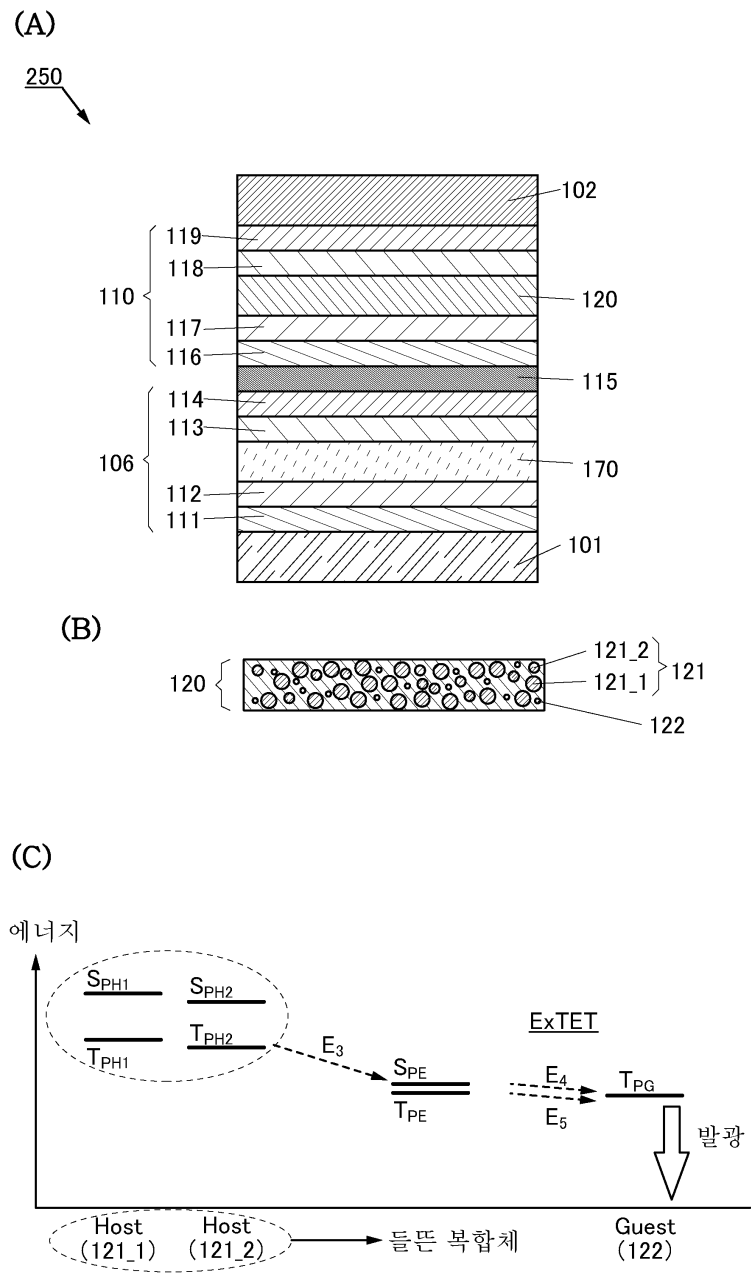 (A)
250
102
119
118
110
120
117
116
115
114
113
106
170
112
111
101
(B)
120
121_2
121_1
121
122
(C)
에너지
S_PH1
S_PH2
T_PH1
T_PH2
E_3
ExTET
S_PE
T_PE
E_4
E_5
T_PG
발광
Host Host
(121_1) (121_2)
들뜬 복합체
Guest
(122)